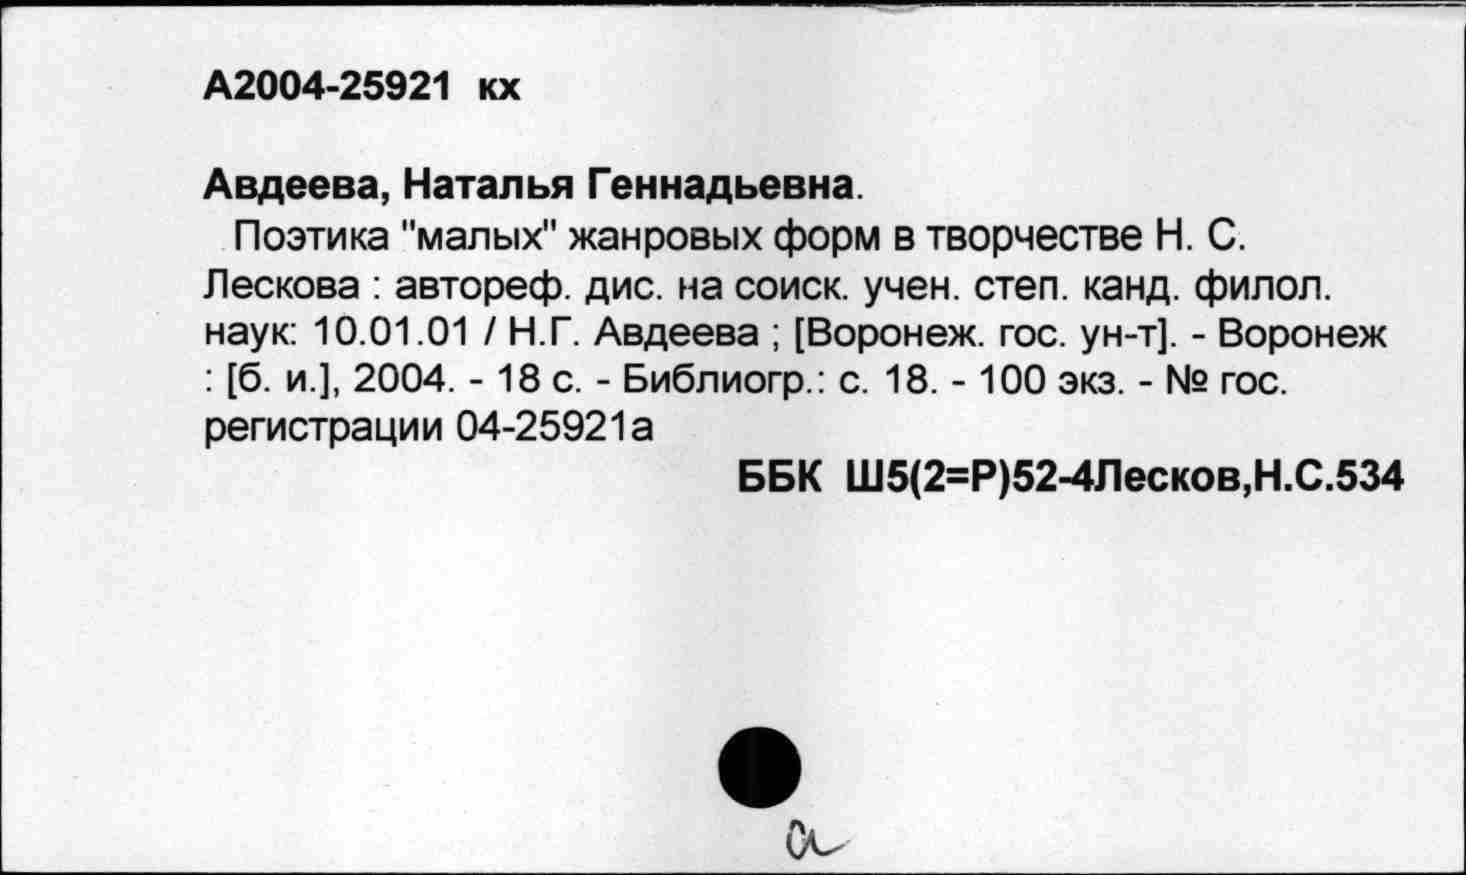 А2004-25921 кх
Авдеева, Наталья Геннадьевна.
Поэтика "малых" жанровых форм в творчестве Н. С.
Лескова : автореф. дис. на соиск. учен. степ. канд. филол.
наук: 10.01.01 / Н.Г. Авдеева ; [Воронеж. гос. ун-т]. - Воронеж
: [б. и.], 2004. - 18 с. - Библиогр.: с. 18. - 100 экз. - № гос.
регистрации 04-25921а
ББК Ш5(2=Р)52-4Лесков,Н.С.534
а